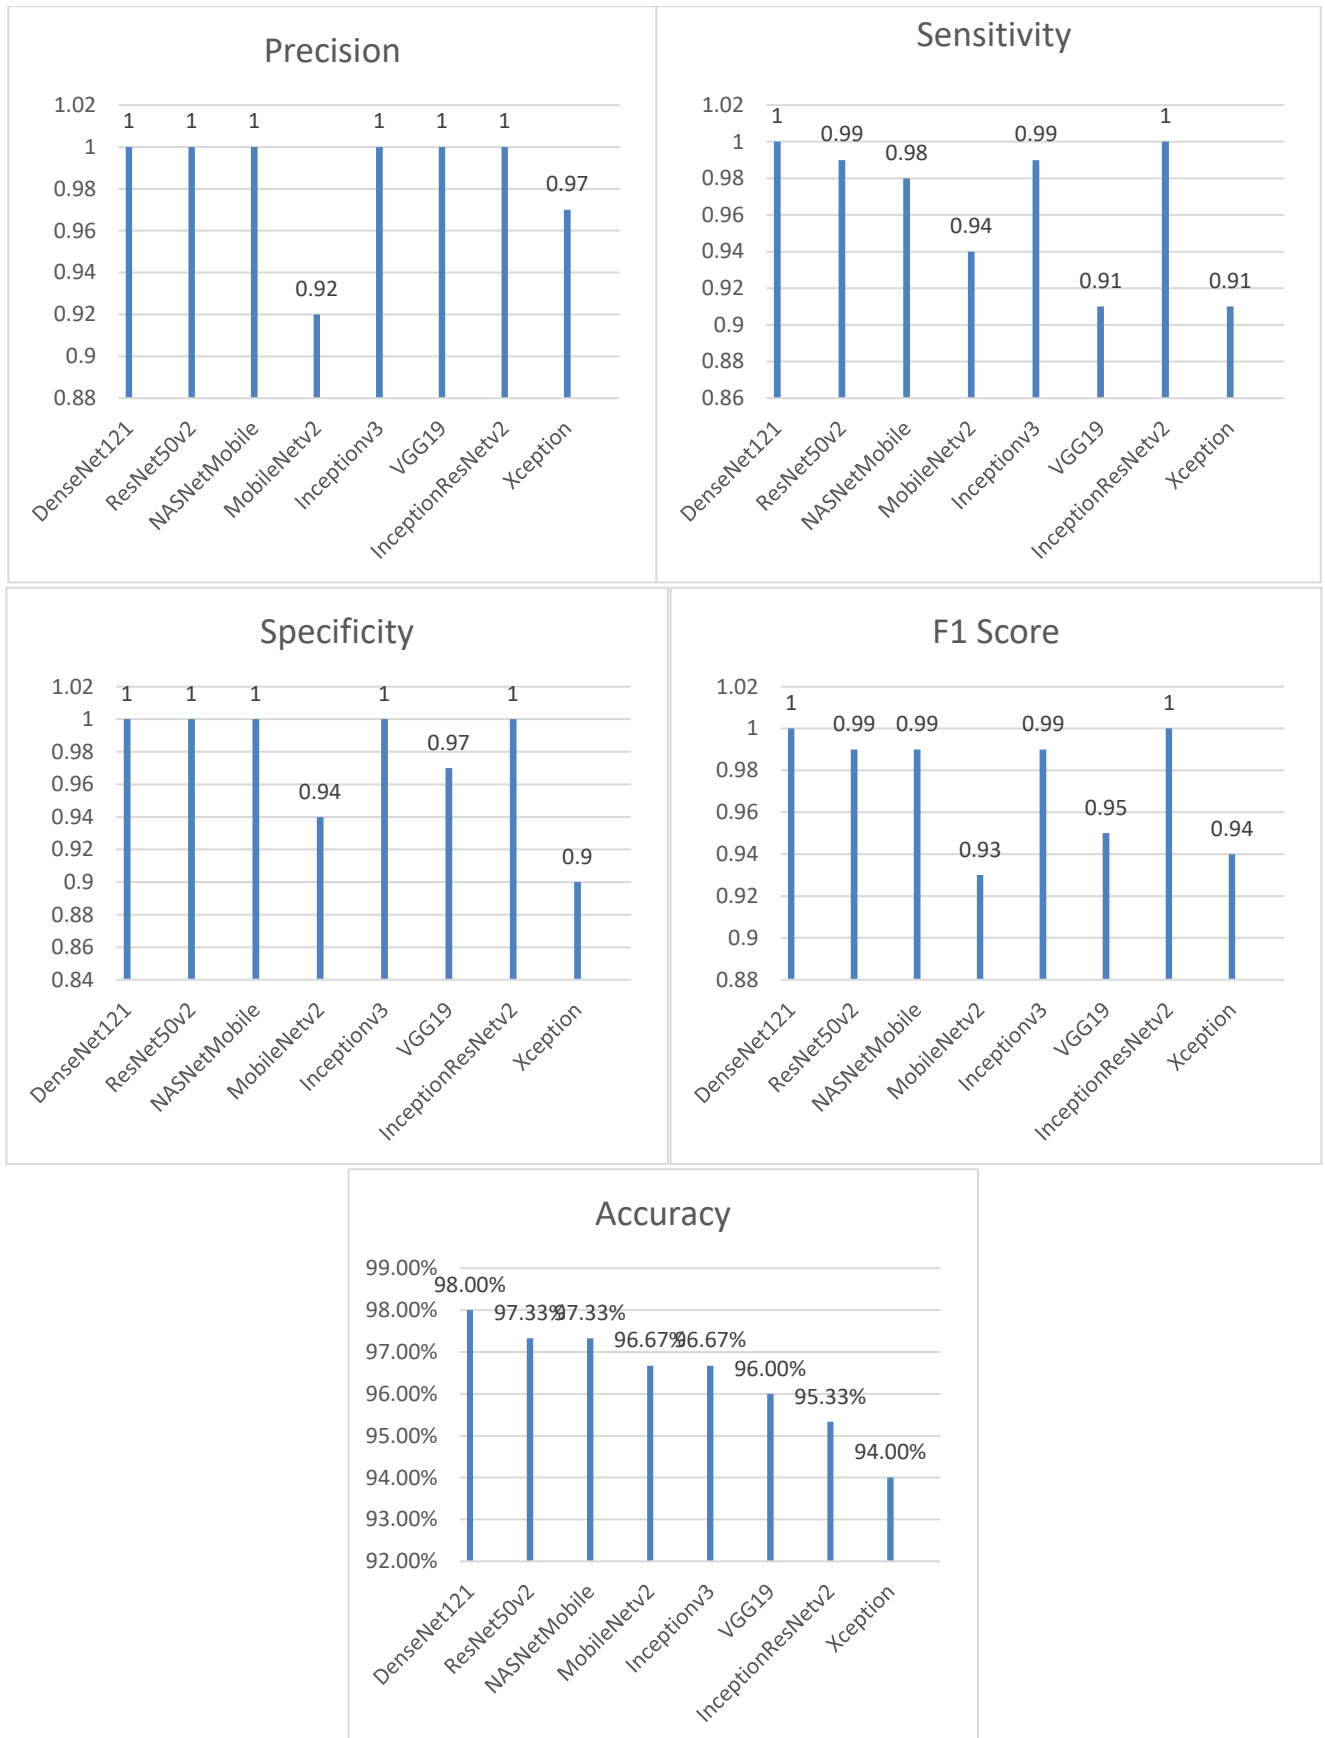 Precision
1.02
1
0.98
0.96
0.94
0.92
0.9
0.88
1 1 1 0.92 1 1 1 0.97
DenseNet121
ResNet50v2
NASNetMobile
MobileNetv2
Inceptionv3
VGG19
InceptionResNetv2
Xception
Sensitivity
1.02
1
0.98
0.96
0.94
0.92
0.9
0.88
0.86
1 0.99 0.98 0.94 0.99 0.91 1 0.91
DenseNet121
ResNet50v2
NASNetMobile
MobileNetv2
Inceptionv3
VGG19
InceptionResNetv2
Xception
Specificity
1.02
1
0.98
0.96
0.94
0.92
0.9
0.88
0.86
0.84
1 1 1 0.94 1 0.97 1 0.9
DenseNet121
ResNet50v2
NASNetMobile
MobileNetv2
Inceptionv3
VGG19
InceptionResNetv2
Xception
F1 Score
1.02
1
0.98
0.96
0.94
0.92
0.9
0.88
1 0.99 0.99 0.93 0.99 0.95 1 0.94
DenseNet121
ResNet50v2
NASNetMobile
MobileNetv2
Inceptionv3
VGG19
InceptionResNetv2
Xception
Accuracy
99.00%
98.00%
97.00%
96.00%
95.00%
94.00%
93.00%
92.00%
98.00% 97.33% 97.33% 96.67% 96.67% 96.00% 95.33% 94.00%
DenseNet121
ResNet50v2
NASNetMobile
MobileNetv2
Inceptionv3
VGG19
InceptionResNetv2
Xception